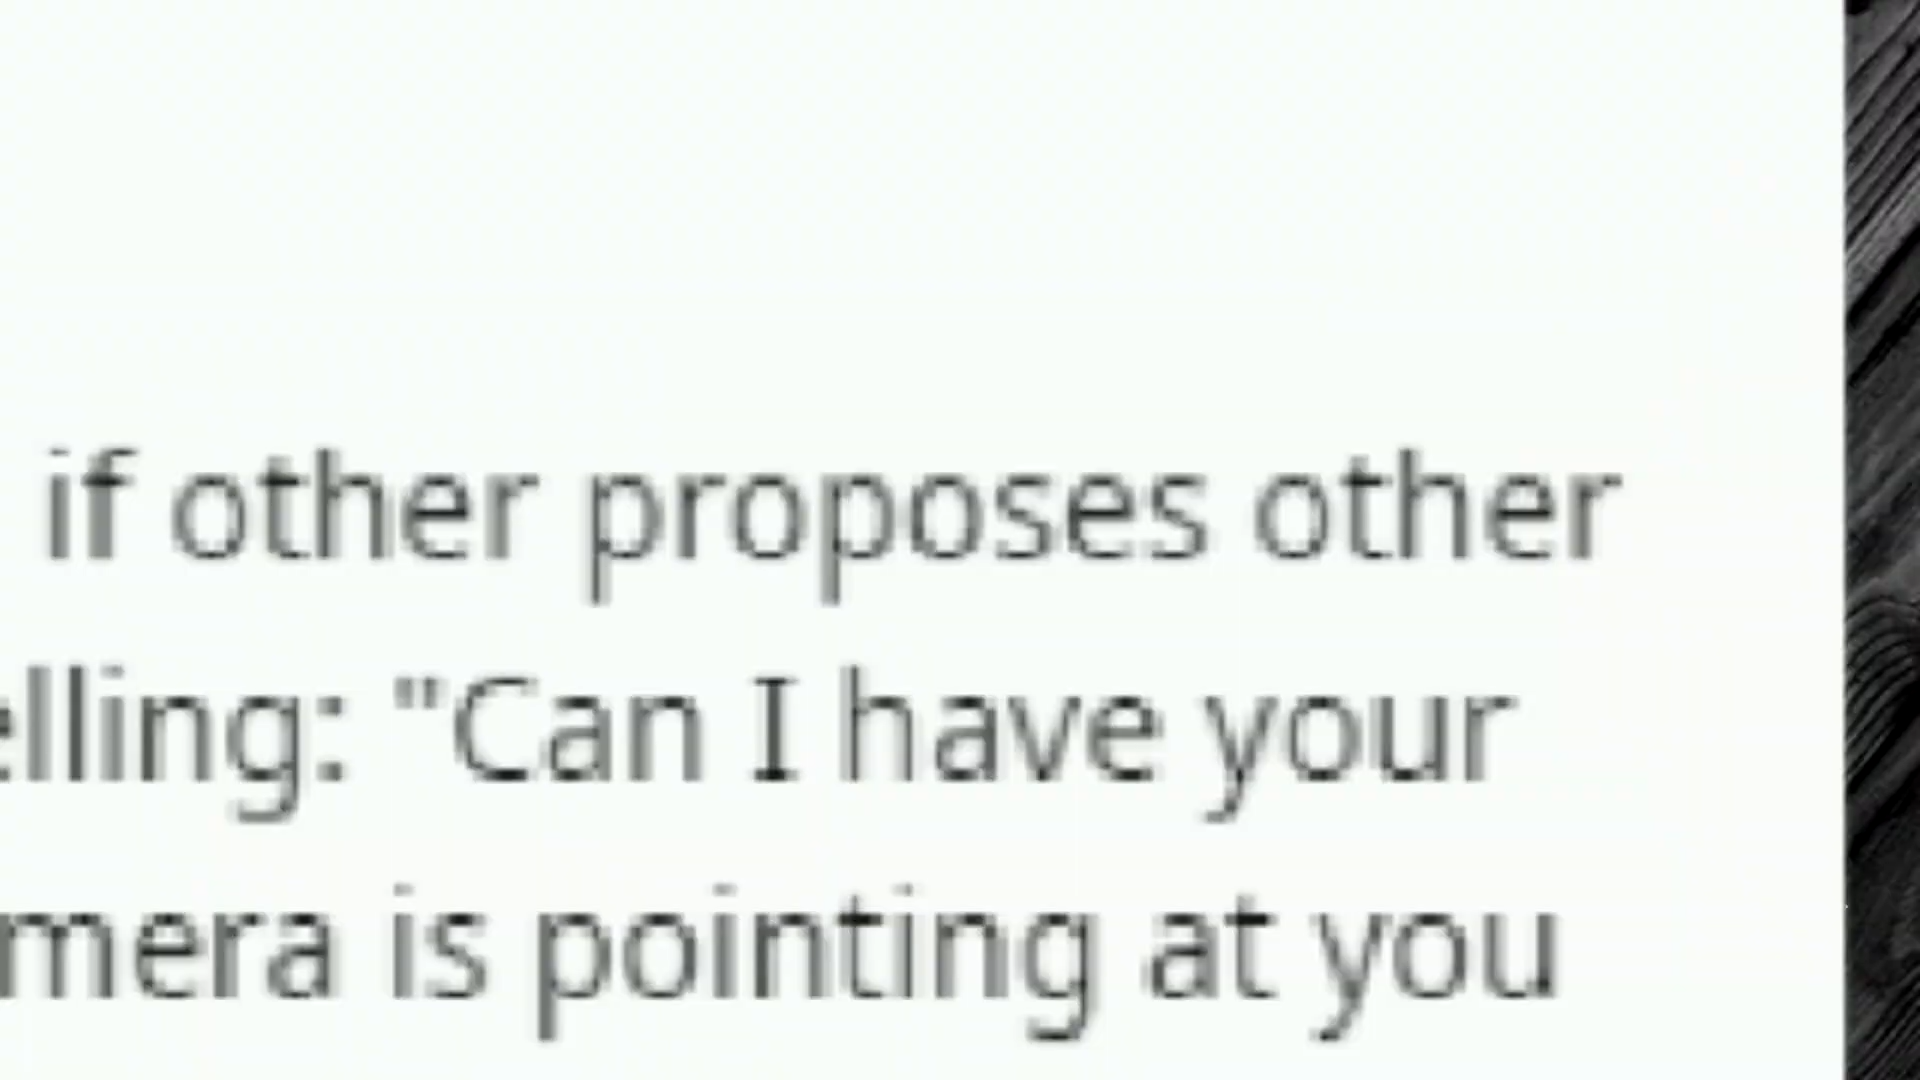 if other proposes other
elling: "Can I have your
mera is pointing at you